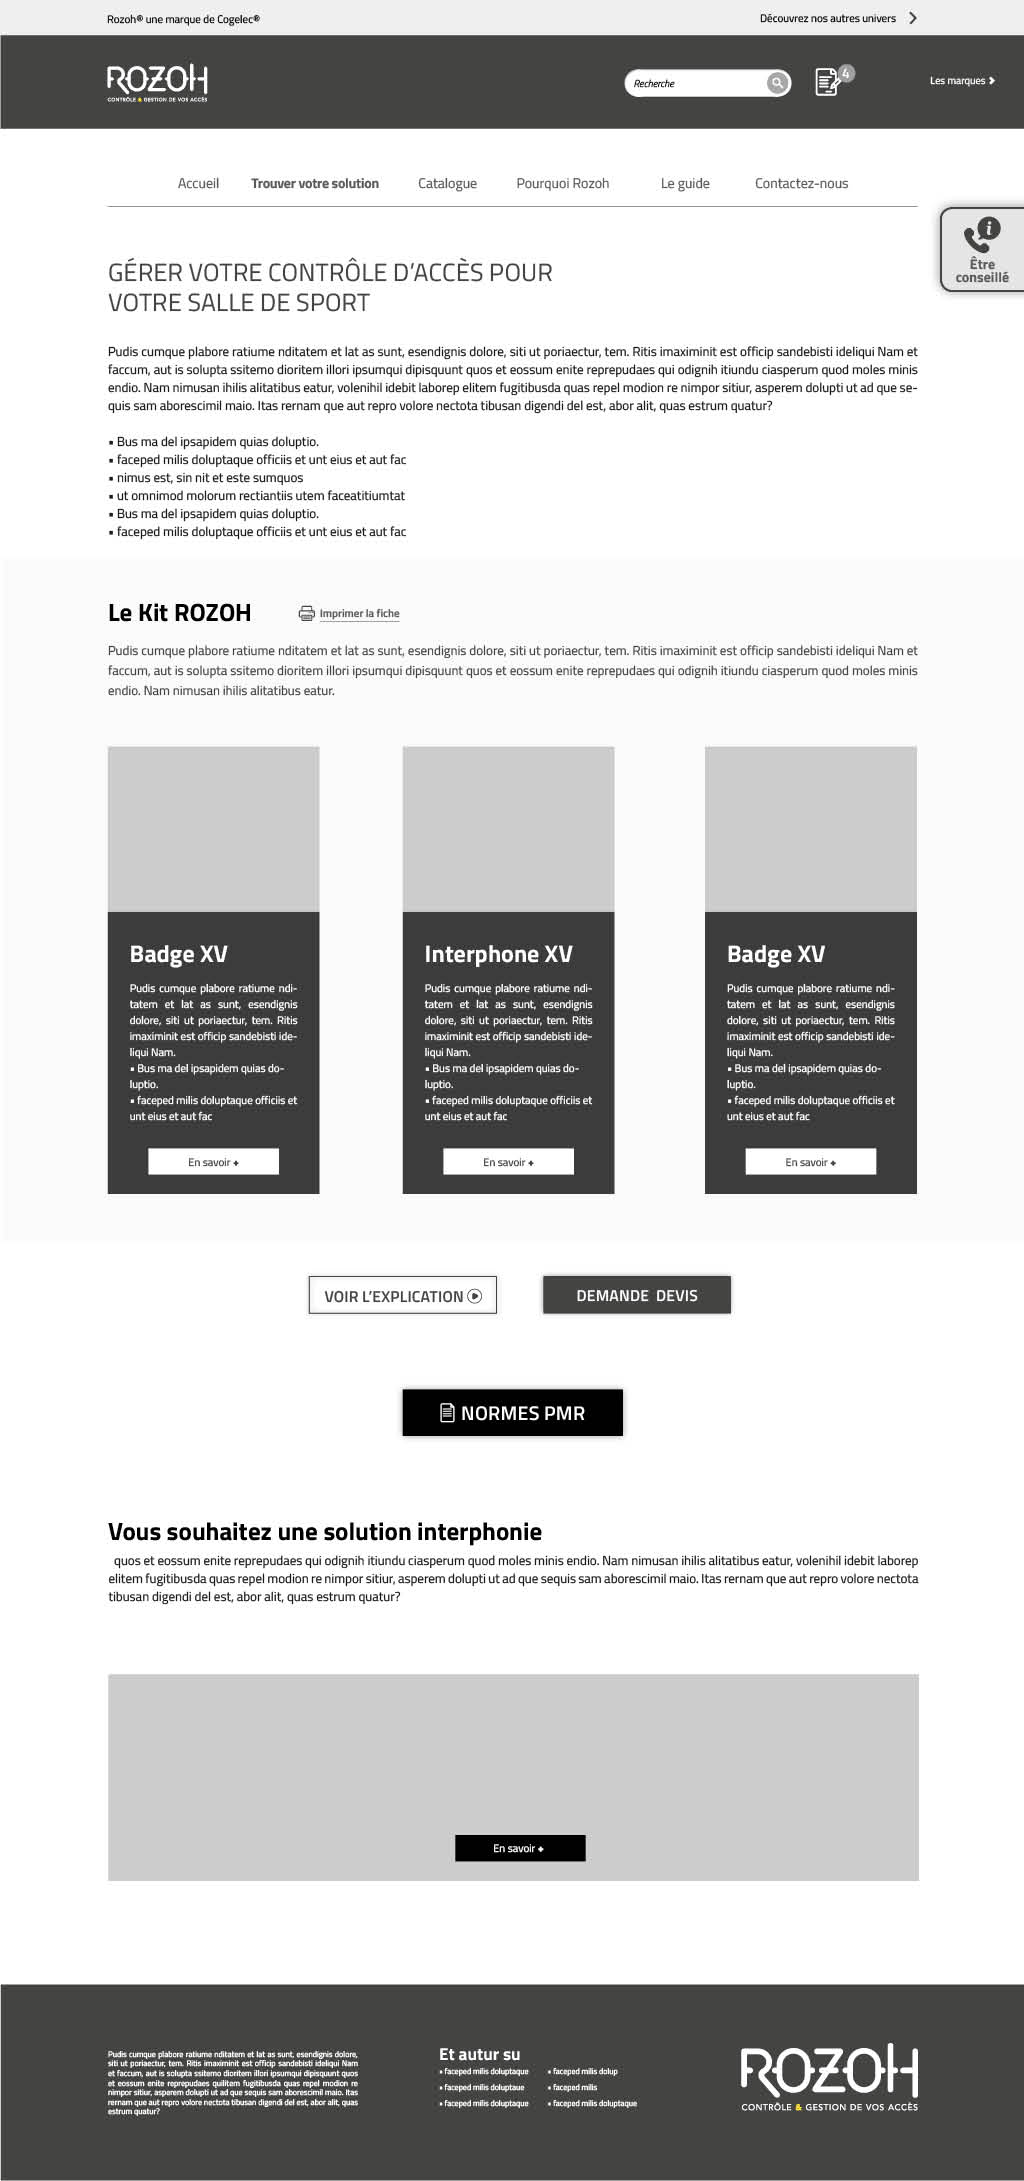 Rozoh® une marque de Cogelec®
Découvrez nos autres univers
ROZOH
CONTRÔLE & GESTION DE VOS ACCÈS
Recherche
4
Les marques
Accueil
Trouver votre solution
Catalogue
Pourquoi Rozoh
Le guide
Contactez-nous
i
Être
conseillé
GÉRER VOTRE CONTRÔLE D’ACCÈS POUR
VOTRE SALLE DE SPORT
Pudis cumque plabore ratiume nditatem et lat as sunt, esendignis dolore, siti ut poriaectur, tem. Ritis imaximinit est officip sandebisti ideliqui Nam et
faccum, aut is solupta ssitemo dioritem illori ipsumqui dipisquunt quos et eossum enite reprepudaes qui odignih itiundu ciasperum quod moles minis
endio. Nam nimusan ihilis alitatibus eatur, volenihil idebit laborep elitem fugitibusda quas repel modion re nimpor sitiur, asperem dolupti ut ad que se-
quis sam aborescimil maio. Itas rernam que aut repro volore nectota tibusan digendi del est, abor alit, quas estrum quatur?
• Bus ma del ipsapidem quias doluptio.
• faceped milis doluptaque officiis et unt eius et aut fac
• nimus est, sin nit et este sumquos
• ut omnimod molorum rectiantiis utem faceatitiumtat
• Bus ma del ipsapidem quias doluptio.
• faceped milis doluptaque officiis et unt eius et aut fac
Le Kit ROZOH
Imprimer la fiche
Pudis cumque plabore ratiume nditatem et lat as sunt, esendignis dolore, siti ut poriaectur, tem. Ritis imaximinit est officip sandebisti ideliqui Nam et
faccum, aut is solupta ssitemo dioritem illori ipsumqui dipisquunt quos et eossum enite reprepudaes qui odignih itiundu ciasperum quod moles minis
endio. Nam nimusan ihilis alitatibus eatur.
Badge XV
Pudis cumque plabore ratiume ndi-
tatem et lat as sunt, esendignis
dolore, siti ut poriaectur, tem. Ritis
imaximinit est officip sandebisti ide-
liqui Nam.
• Bus ma del ipsapidem quias do-
luptio.
• faceped milis doluptaque officiis et
unt eius et aut fac
En savoir +
Interphone XV
Pudis cumque plabore ratiume ndi-
tatem et lat as sunt, esendignis
dolore, siti ut poriaectur, tem. Ritis
imaximinit est officip sandebisti ide-
liqui Nam.
• Bus ma del ipsapidem quias do-
luptio.
• faceped milis doluptaque officiis et
unt eius et aut fac
En savoir +
Badge XV
Pudis cumque plabore ratiume ndi-
tatem et lat as sunt, esendignis
dolore, siti ut poriaectur, tem. Ritis
imaximinit est officip sandebisti ide-
liqui Nam.
• Bus ma del ipsapidem quias do-
luptio.
• faceped milis doluptaque officiis et
unt eius et aut fac
En savoir +
VOIR L’EXPLICATION
DEMANDE DEVIS
NORMES PMR
Vous souhaitez une solution interphonie
quos et eossum enite reprepudaes qui odignih itiundu ciasperum quod moles minis endio. Nam nimusan ihilis alitatibus eatur, volenihil idebit laborep
elitem fugitibusda quas repel modion re nimpor sitiur, asperem dolupti ut ad que sequis sam aborescimil maio. Itas rernam que aut repro volore nectota
tibusan digendi del est, abor alit, quas estrum quatur?
En savoir +
Pudis cumque plabore ratiume nditatem et lat as sunt, esendignis dolore,
siti ut poriaectur, tem. Ritis imaximinit est officip sandebisti ideliqui Nam
et faccum, aut is solupta ssitemo dioritem illori ipsumqui dipisquunt quos
et eossum enite reprepudaes quilitem fugitibusda quas repel modion re
nimpor sitiur, asperem dolupti ut ad que sequis sam aborescimil maio. Itas
rernam que aut repro volore nectota tibusan digendi del est, abor alit, quas
estrum quatur?
Et autur su
• faceped milis doluptaque
• faceped milis doluptaue
• faceped milis doluptaque
• faceped milis dolup
• faceped milis
• faceped milis doluptaque
ROZOH
CONTRÔLE & GESTION DE VOS ACCÈS